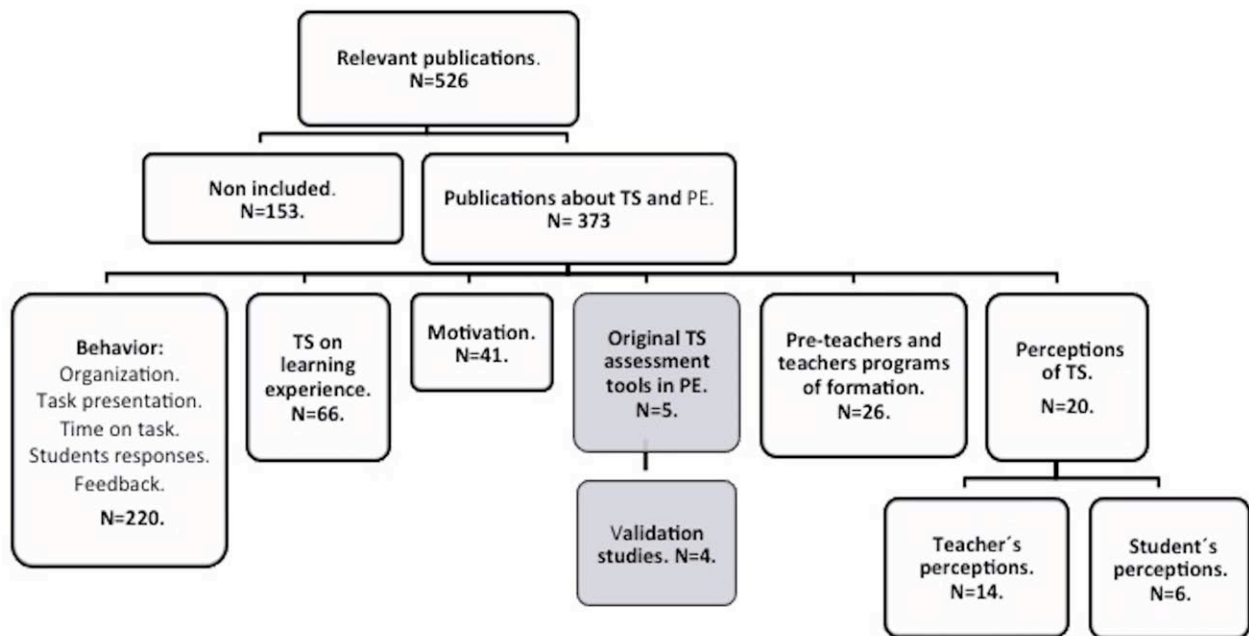 Relevant publications.
N=526
Non included.
N=153.
Publications about TS and PE.
N= 373
Behavior:
Organization.
Task presentation.
Time on task.
Students responses.
Feedback.
N=220.
TS on
learning
experience.
N=66.
Motivation.
N=41.
Original TS
assessment
tools in PE.
N=5.
Pre-teachers and
teachers programs
of formation.
N=26.
Perceptions
of TS.
N=20.
Validation
studies. N=4.
Teacher´s
perceptions.
N=14.
Student´s
perceptions.
N=6.